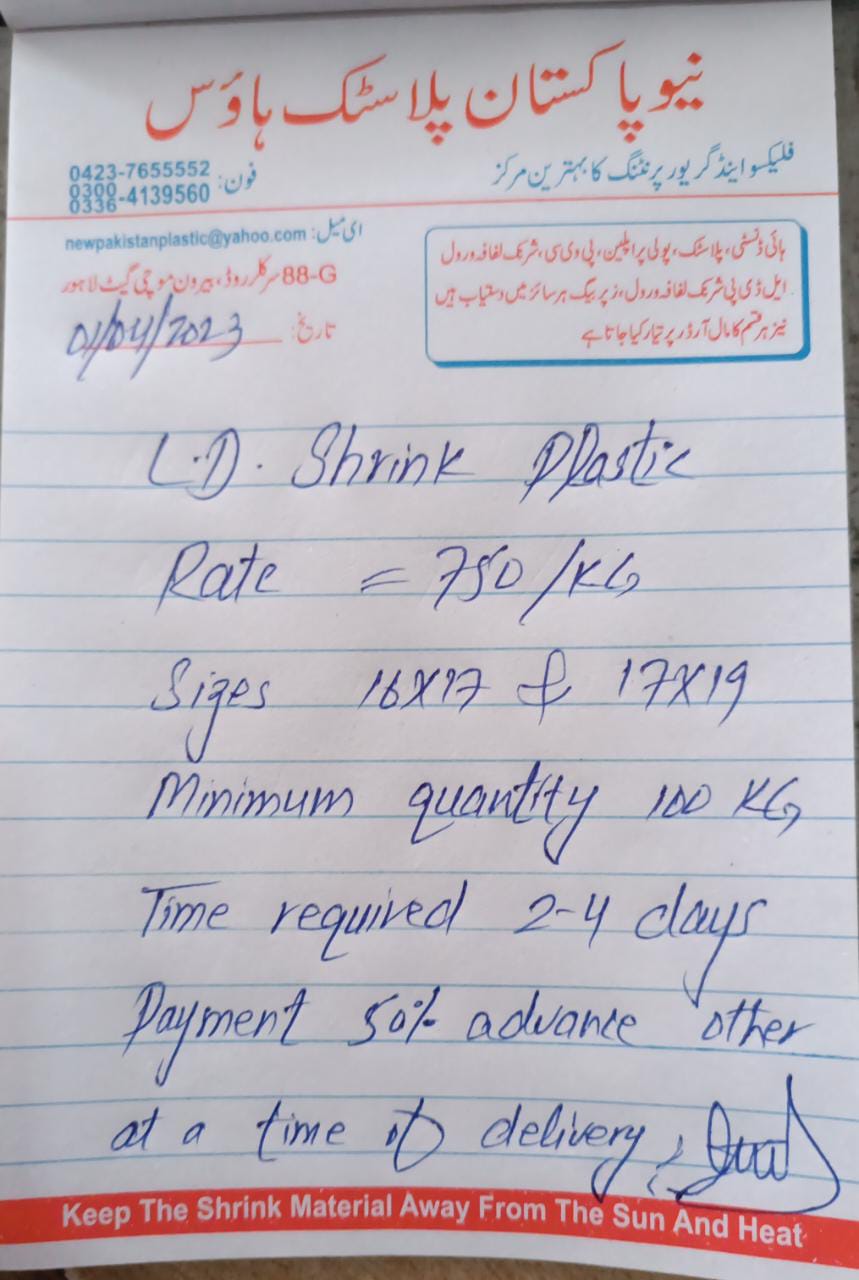 نیو پاکستان پلاسٹک ہاؤس
فلیکسو اینڈ گریور پرنٹنگ کا بہترین مرکز
فون: 0423-7655552
0300
0336-4139560
ای میل: newpakistanplastic@yahoo.com
88-G سرکلر روڈ، بیرون موچی گیٹ لاہور
تاریخ: 01/04/2023
ہائی ڈنسٹی، پلاسٹک، پولی پراپلین، پی وی سی، شرنک لفافہ و رول
ایل ڈی پی شرنک لفافہ و رول، زپر بیگ ہر سائز میں دستیاب ہیں
نیز ہر قسم کا مال آرڈر پر تیار کیا جاتا ہے
L.D. Shrink Plastic
Rate = 750/KG
Sizes 16X17 & 17X19
Minimum quantity 100 KG
Time required 2-4 days
Payment 50% advance other
at a time of delivery
Keep The Shrink Material Away From The Sun And Heat